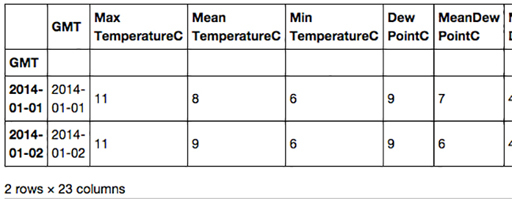 GMT Max TemperatureC Mean TemperatureC Min TemperatureC Dew PointC MeanDew PointC
GMT
2014-01-01 2014-01-01 11 8 6 9 7
2014-01-02 2014-01-02 11 9 6 9 6
2 rows × 23 columns